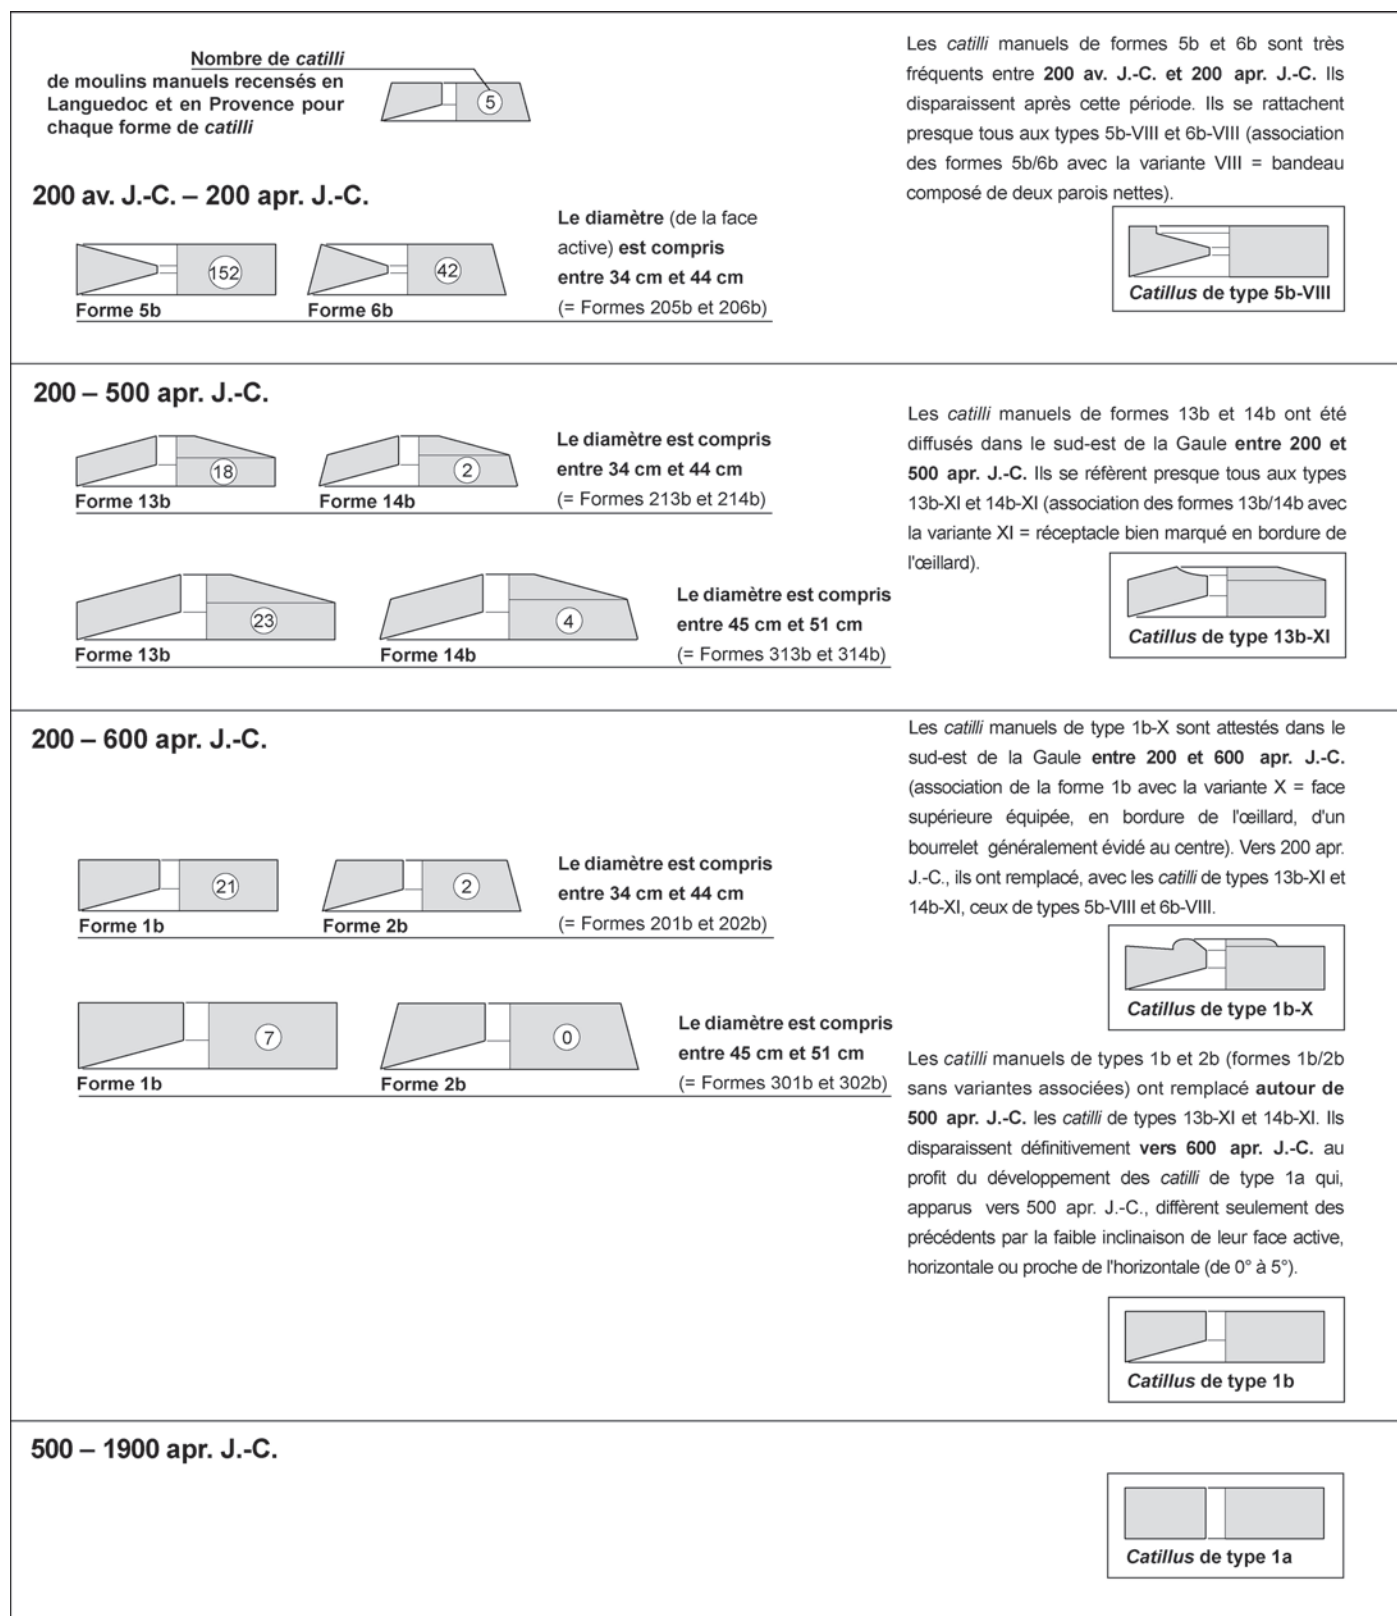 Nombre de catilli
de moulins manuels recensés en
Languedoc et en Provence pour
chaque forme de catilli
5
200 av. J.-C. – 200 apr. J.-C.
152
Forme 5b
42
Forme 6b
Le diamètre (de la face
active) est compris
entre 34 cm et 44 cm
(= Formes 205b et 206b)
Les catilli manuels de formes 5b et 6b sont très
fréquents entre 200 av. J.-C. et 200 apr. J.-C. Ils
disparaissent après cette période. Ils se rattachent
presque tous aux types 5b-VIII et 6b-VIII (association
des formes 5b/6b avec la variante VIII = bandeau
composé de deux parois nettes).
Catillus de type 5b-VIII
200 – 500 apr. J.-C.
18
Forme 13b
2
Forme 14b
Le diamètre est compris
entre 34 cm et 44 cm
(= Formes 213b et 214b)
23
Forme 13b
4
Forme 14b
Le diamètre est compris
entre 45 cm et 51 cm
(= Formes 313b et 314b)
Les catilli manuels de formes 13b et 14b ont été
diffusés dans le sud-est de la Gaule entre 200 et
500 apr. J.-C. Ils se réfèrent presque tous aux types
13b-XI et 14b-XI (association des formes 13b/14b avec
la variante XI = réceptacle bien marqué en bordure de
l'œillard).
Catillus de type 13b-XI
200 – 600 apr. J.-C.
21
Forme 1b
2
Forme 2b
Le diamètre est compris
entre 34 cm et 44 cm
(= Formes 201b et 202b)
7
Forme 1b
0
Forme 2b
Le diamètre est compris
entre 45 cm et 51 cm
(= Formes 301b et 302b)
Les catilli manuels de type 1b-X sont attestés dans le
sud-est de la Gaule entre 200 et 600 apr. J.-C.
(association de la forme 1b avec la variante X = face
supérieure équipée, en bordure de l'œillard, d'un
bourrelet généralement évidé au centre). Vers 200 apr.
J.-C., ils ont remplacé, avec les catilli de types 13b-XI et
14b-XI, ceux de types 5b-VIII et 6b-VIII.
Catillus de type 1b-X
Les catilli manuels de types 1b et 2b (formes 1b/2b
sans variantes associées) ont remplacé autour de
500 apr. J.-C. les catilli de types 13b-XI et 14b-XI. Ils
disparaissent définitivement vers 600 apr. J.-C. au
profit du développement des catilli de type 1a qui,
apparus vers 500 apr. J.-C., diffèrent seulement des
précédents par la faible inclinaison de leur face active,
horizontale ou proche de l'horizontale (de 0° à 5°).
Catillus de type 1b
500 – 1900 apr. J.-C.
Catillus de type 1a